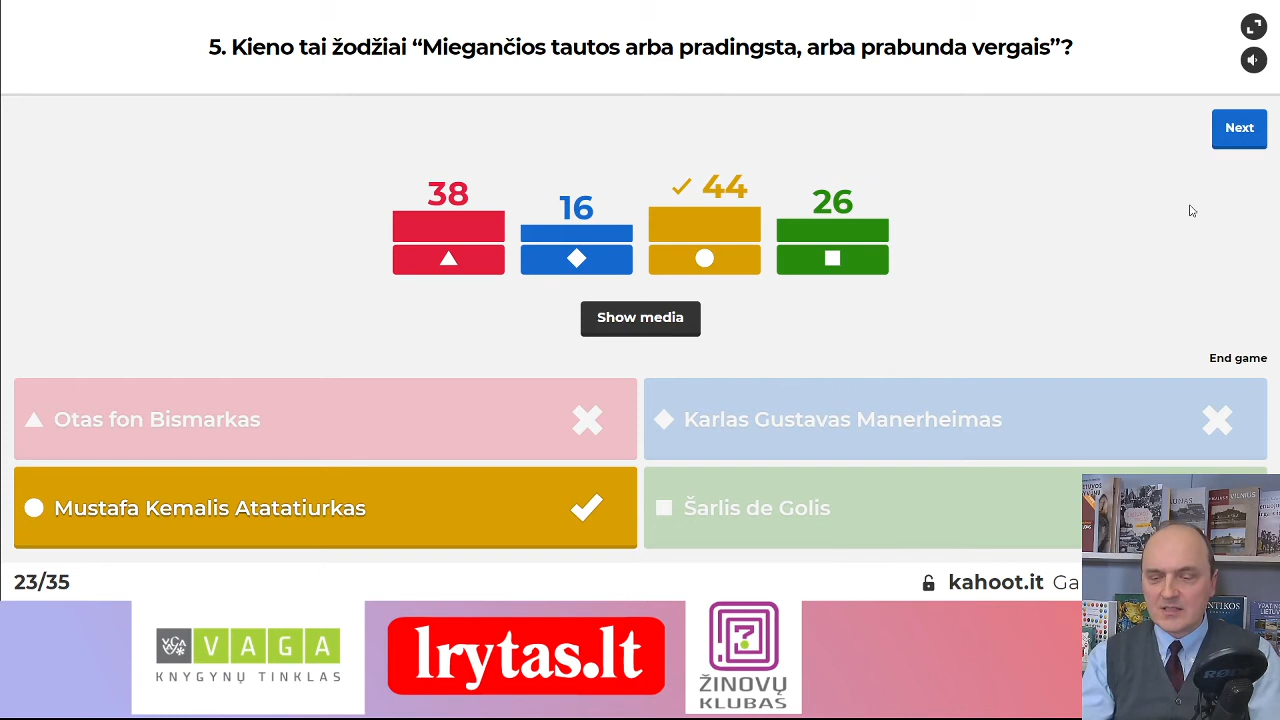 5. Kieno tai žodžiai “Miegančios tautos arba pradingsta, arba prabunda vergais”?
Next
38
16
44
26
Show media
End game
Otas fon Bismarkas
Karlas Gustavas Manerheimas
Mustafa Kemalis Atatatiurkas
Šarlis de Golis
23/35
kahoot.it Ga
VAGA
KNYGYNŲ TINKLAS
lrytas.lt
?
ŽINOVŲ
KLUBAS
VILNIUS